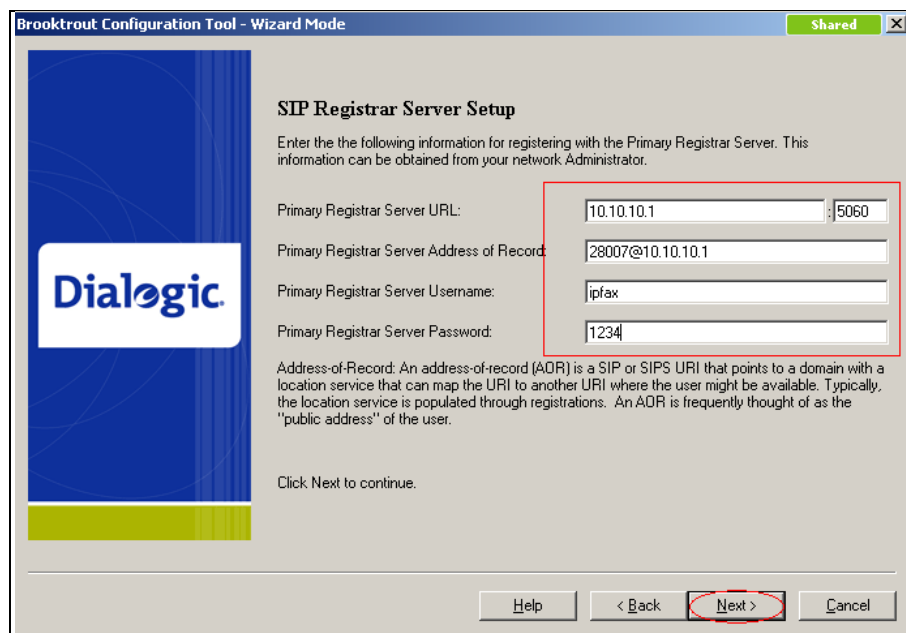 Brooktrout Configuration Tool - Wizard Mode
Shared
SIP Registrar Server Setup
Enter the the following information for registering with the Primary Registrar Server. This
information can be obtained from your network Administrator.
Primary Registrar Server URL: 10.10.10.1 : 5060
Primary Registrar Server Address of Record: 28007@10.10.10.1
Primary Registrar Server Username: ipfax
Primary Registrar Server Password: 1234
Dialogic.
Address-of-Record: An address-of-record (AOR) is a SIP or SIPS URI that points to a domain with a
location service that can map the URI to another URI where the user might be available. Typically,
the location service is populated through registrations. An AOR is frequently thought of as the
"public address" of the user.
Click Next to continue.
Help < Back Next > Cancel